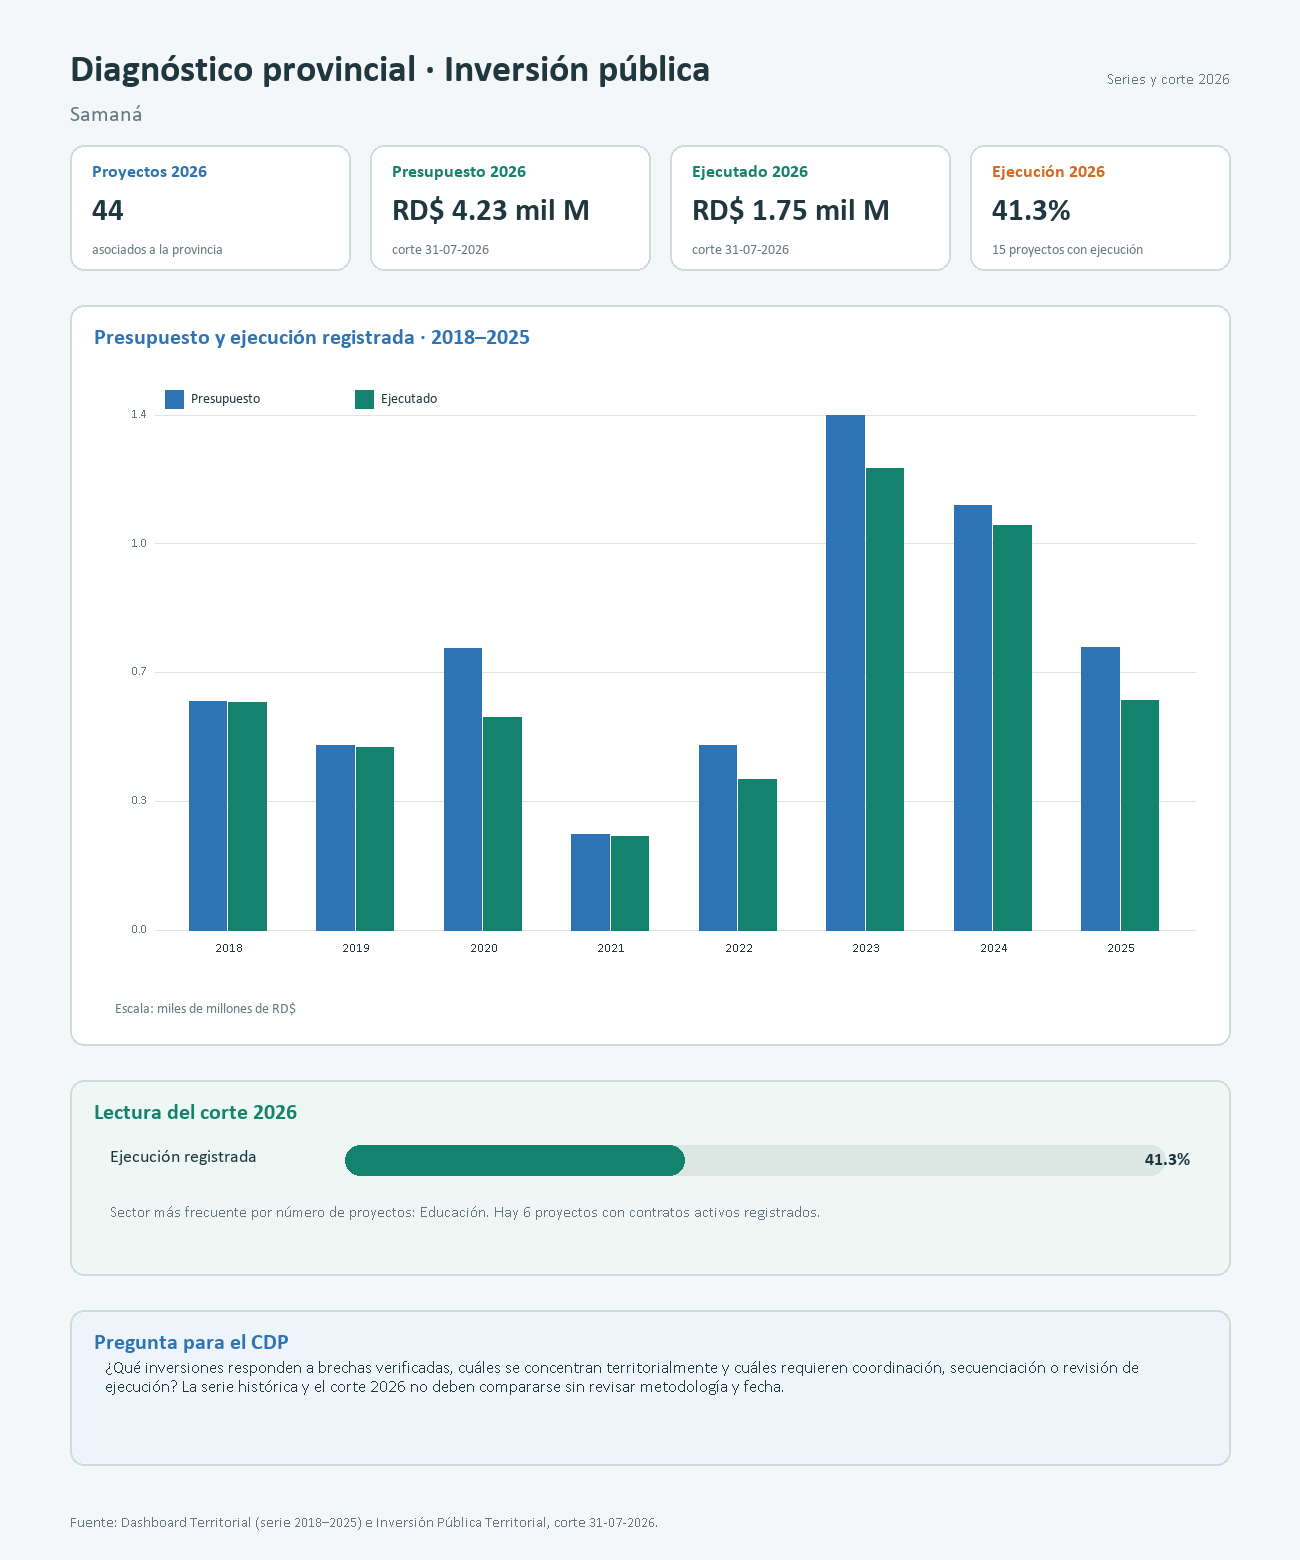 Diagnóstico provincial · Inversión pública
Series y corte 2026
Samaná
Proyectos 2026
44
asociados a la provincia
Presupuesto 2026
RD$ 4.23 mil M
corte 31-07-2026
Ejecutado 2026
RD$ 1.75 mil M
corte 31-07-2026
Ejecución 2026
41.3%
15 proyectos con ejecución
Presupuesto y ejecución registrada · 2018–2025
Presupuesto
Ejecutado
1.4
1.0
0.7
0.3
0.0
2018
2019
2020
2021
2022
2023
2024
2025
Escala: miles de millones de RD$
Lectura del corte 2026
Ejecución registrada
41.3%
Sector más frecuente por número de proyectos: Educación. Hay 6 proyectos con contratos activos registrados.
Pregunta para el CDP
¿Qué inversiones responden a brechas verificadas, cuáles se concentran territorialmente y cuáles requieren coordinación, secuenciación o revisión de
ejecución? La serie histórica y el corte 2026 no deben compararse sin revisar metodología y fecha.
Fuente: Dashboard Territorial (serie 2018–2025) e Inversión Pública Territorial, corte 31-07-2026.